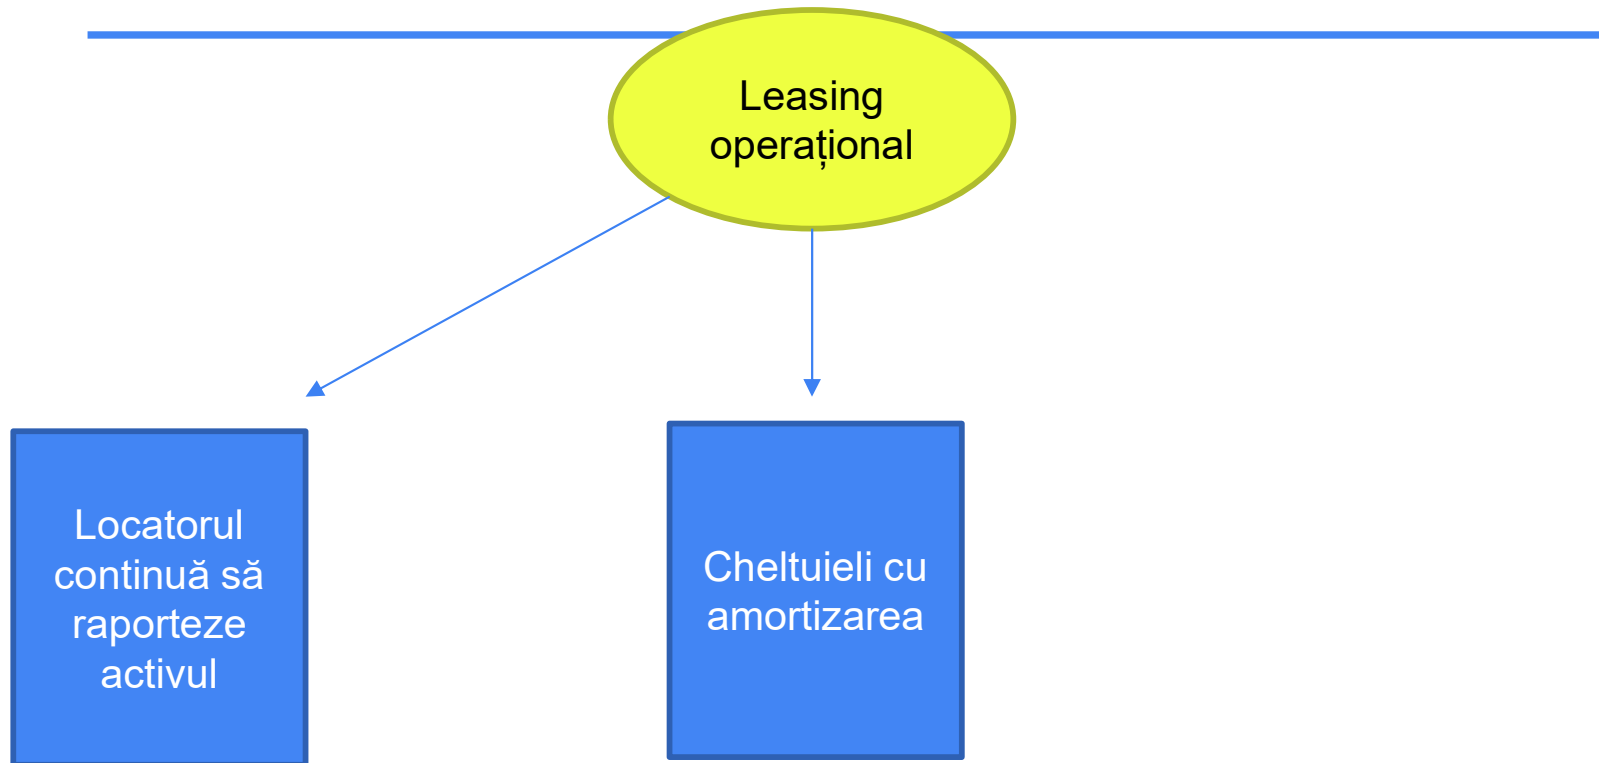 Leasing
operațional
Locatorul
continuă să
raporteze
activul
Cheltuieli cu
amortizarea